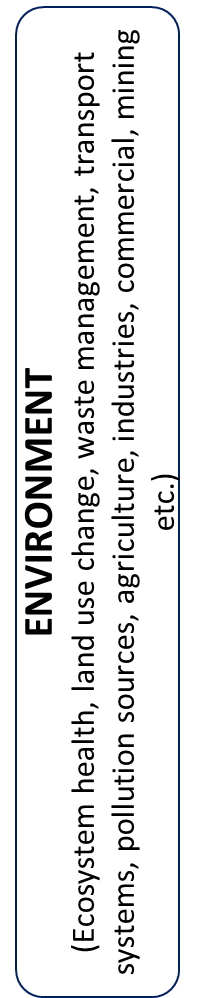 ENVIRONMENT
(Ecosystem health, land use change, waste management, transport
systems, pollution sources, agriculture, industries, commercial, mining
etc.)